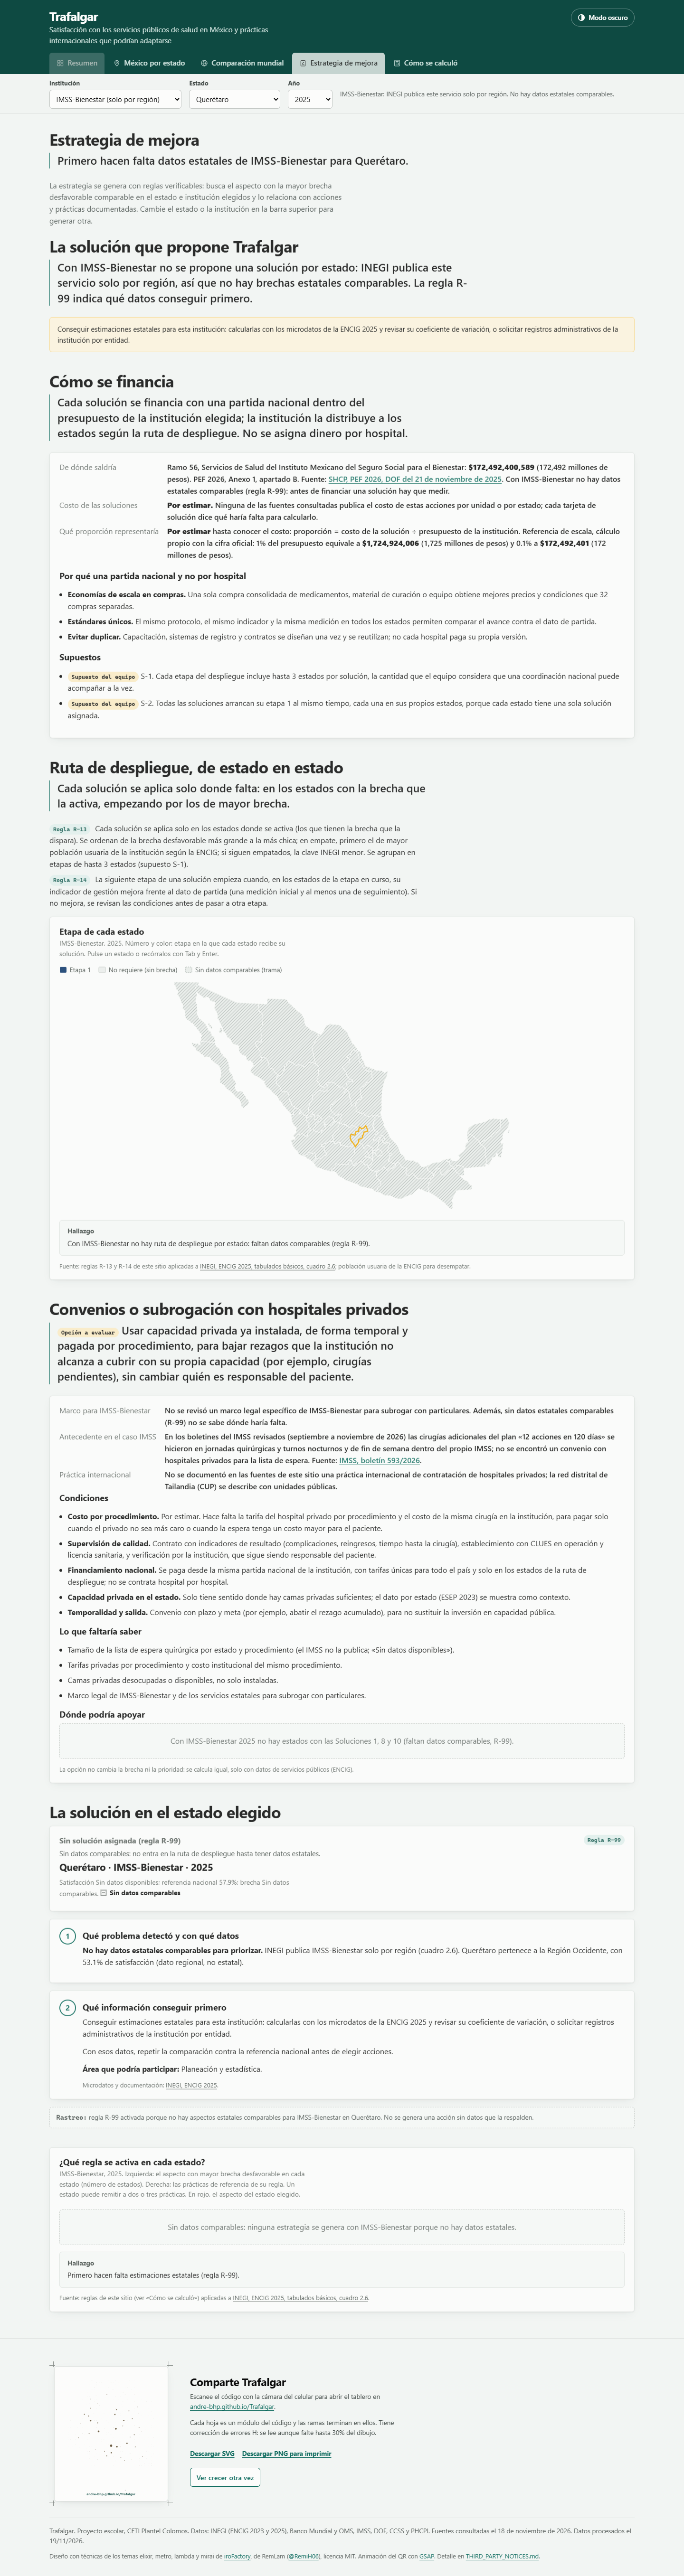 Trafalgar
Satisfacción con los servicios públicos de salud en México y prácticas
internacionales que podrían adaptarse
Modo oscuro
Resumen
México por estado
Comparación mundial
Estrategia de mejora
Cómo se calculó
Institución
Estado
Año
IMSS-Bienestar (solo por región)
Querétaro
2025
IMSS-Bienestar: INEGI publica este servicio solo por región. No hay datos estatales comparables.
Estrategia de mejora
Primero hacen falta datos estatales de IMSS-Bienestar para Querétaro.
La estrategia se genera con reglas verificables: busca el aspecto con la mayor brecha
desfavorable comparable en el estado e institución elegidos y lo relaciona con acciones
y prácticas documentadas. Cambie el estado o la institución en la barra superior para
generar otra.
La solución que propone Trafalgar
Con IMSS-Bienestar no se propone una solución por estado: INEGI publica este
servicio solo por región, así que no hay brechas estatales comparables. La regla R-
99 indica qué datos conseguir primero.
Conseguir estimaciones estatales para esta institución: calcularlas con los microdatos de la ENCIG 2025 y revisar su coeficiente de variación, o solicitar registros administrativos de la
institución por entidad.
Cómo se financia
Cada solución se financia con una partida nacional dentro del
presupuesto de la institución elegida; la institución la distribuye a los
estados según la ruta de despliegue. No se asigna dinero por hospital.
De dónde saldría
Ramo 56, Servicios de Salud del Instituto Mexicano del Seguro Social para el Bienestar: $172,492,400,589 (172,492 millones de
pesos). PEF 2026, Anexo 1, apartado B. Fuente: SHCP, PEF 2026, DOF del 21 de noviembre de 2025. Con IMSS-Bienestar no hay datos
estatales comparables (regla R-99): antes de financiar una solución hay que medir.
Costo de las soluciones
Por estimar. Ninguna de las fuentes consultadas publica el costo de estas acciones por unidad o por estado; cada tarjeta de
solución dice qué haría falta para calcularlo.
Qué proporción representaría
Por estimar hasta conocer el costo: proporción = costo de la solución ÷ presupuesto de la institución. Referencia de escala, cálculo
propio con la cifra oficial: 1% del presupuesto equivale a $1,724,924,006 (1,725 millones de pesos) y 0.1% a $172,492,401 (172
millones de pesos).
Por qué una partida nacional y no por hospital
• Economías de escala en compras. Una sola compra consolidada de medicamentos, material de curación o equipo obtiene mejores precios y condiciones que 32
compras separadas.
• Estándares únicos. El mismo protocolo, el mismo indicador y la misma medición en todos los estados permiten comparar el avance contra el dato de partida.
• Evitar duplicar. Capacitación, sistemas de registro y contratos se diseñan una vez y se reutilizan; no cada hospital paga su propia versión.
Supuestos
• Supuesto del equipo S-1. Cada etapa del despliegue incluye hasta 3 estados por solución, la cantidad que el equipo considera que una coordinación nacional puede
acompañar a la vez.
• Supuesto del equipo S-2. Todas las soluciones arrancan su etapa 1 al mismo tiempo, cada una en sus propios estados, porque cada estado tiene una sola solución
asignada.
Ruta de despliegue, de estado en estado
Cada solución se aplica solo donde falta: en los estados con la brecha que
la activa, empezando por los de mayor brecha.
Regla R-13 Cada solución se aplica solo en los estados donde se activa (los que tienen la brecha que la
dispara). Se ordenan de la brecha desfavorable más grande a la más chica; en empate, primero el de mayor
población usuaria de la institución según la ENCIG; si siguen empatados, la clave INEGI menor. Se agrupan en
etapas de hasta 3 estados (supuesto S-1).
Regla R-14 La siguiente etapa de una solución empieza cuando, en los estados de la etapa en curso, su
indicador de gestión mejora frente al dato de partida (una medición inicial y al menos una de seguimiento). Si
no mejora, se revisan las condiciones antes de pasar a otra etapa.
Etapa de cada estado
IMSS-Bienestar, 2025. Número y color: etapa en la que cada estado recibe su
solución. Pulse un estado o recórralos con Tab y Enter.
Etapa 1
No requiere (sin brecha)
Sin datos comparables (trama)
Hallazgo
Con IMSS-Bienestar no hay ruta de despliegue por estado: faltan datos comparables (regla R-99).
Fuente: reglas R-13 y R-14 de este sitio aplicadas a INEGI, ENCIG 2025, tabulados básicos, cuadro 2.6; población usuaria de la ENCIG para desempatar.
Convenios o subrogación con hospitales privados
Opción a evaluar Usar capacidad privada ya instalada, de forma temporal y
pagada por procedimiento, para bajar rezagos que la institución no
alcanza a cubrir con su propia capacidad (por ejemplo, cirugías
pendientes), sin cambiar quién es responsable del paciente.
Marco para IMSS-Bienestar
No se revisó un marco legal específico de IMSS-Bienestar para subrogar con particulares. Además, sin datos estatales comparables
(R-99) no se sabe dónde haría falta.
Antecedente en el caso IMSS
En los boletines del IMSS revisados (septiembre a noviembre de 2026) las cirugías adicionales del plan «12 acciones en 120 días» se
hicieron en jornadas quirúrgicas y turnos nocturnos y de fin de semana dentro del propio IMSS; no se encontró un convenio con
hospitales privados para la lista de espera. Fuente: IMSS, boletín 593/2026.
Práctica internacional
No se documentó en las fuentes de este sitio una práctica internacional de contratación de hospitales privados; la red distrital de
Tailandia (CUP) se describe con unidades públicas.
Condiciones
• Costo por procedimiento. Por estimar. Hace falta la tarifa del hospital privado por procedimiento y el costo de la misma cirugía en la institución, para pagar solo
cuando el privado no sea más caro o cuando la espera tenga un costo mayor para el paciente.
• Supervisión de calidad. Contrato con indicadores de resultado (complicaciones, reingresos, tiempo hasta la cirugía), establecimiento con CLUES en operación y
licencia sanitaria, y verificación por la institución, que sigue siendo responsable del paciente.
• Financiamiento nacional. Se paga desde la misma partida nacional de la institución, con tarifas únicas para todo el país y solo en los estados de la ruta de
despliegue; no se contrata hospital por hospital.
• Capacidad privada en el estado. Solo tiene sentido donde hay camas privadas suficientes; el dato por estado (ESEP 2023) se muestra como contexto.
• Temporalidad y salida. Convenio con plazo y meta (por ejemplo, abatir el rezago acumulado), para no sustituir la inversión en capacidad pública.
Lo que faltaría saber
• Tamaño de la lista de espera quirúrgica por estado y procedimiento (el IMSS no la publica; «Sin datos disponibles»).
• Tarifas privadas por procedimiento y costo institucional del mismo procedimiento.
• Camas privadas desocupadas o disponibles, no solo instaladas.
• Marco legal de IMSS-Bienestar y de los servicios estatales para subrogar con particulares.
Dónde podría apoyar
Con IMSS-Bienestar 2025 no hay estados con las Soluciones 1, 8 y 10 (faltan datos comparables, R-99).
La opción no cambia la brecha ni la prioridad: se calcula igual, solo con datos de servicios públicos (ENCIG).
La solución en el estado elegido
Sin solución asignada (regla R-99)
Regla R-99
Sin datos comparables: no entra en la ruta de despliegue hasta tener datos estatales.
Querétaro · IMSS-Bienestar · 2025
Satisfacción Sin datos disponibles; referencia nacional 57.9%; brecha Sin datos
comparables. Sin datos comparables
1
Qué problema detectó y con qué datos
No hay datos estatales comparables para priorizar. INEGI publica IMSS-Bienestar solo por región (cuadro 2.6). Querétaro pertenece a la Región Occidente, con
53.1% de satisfacción (dato regional, no estatal).
2
Qué información conseguir primero
Conseguir estimaciones estatales para esta institución: calcularlas con los microdatos de la ENCIG 2025 y revisar su coeficiente de variación, o solicitar registros
administrativos de la institución por entidad.
Con esos datos, repetir la comparación contra la referencia nacional antes de elegir acciones.
Área que podría participar: Planeación y estadística.
Microdatos y documentación: INEGI, ENCIG 2025.
Rastreo: regla R-99 activada porque no hay aspectos estatales comparables para IMSS-Bienestar en Querétaro. No se genera una acción sin datos que la respalden.
¿Qué regla se activa en cada estado?
IMSS-Bienestar, 2025. Izquierda: el aspecto con mayor brecha desfavorable en cada
estado (número de estados). Derecha: las prácticas de referencia de su regla. Un
estado puede remitir a dos o tres prácticas. En rojo, el aspecto del estado elegido.
Sin datos comparables: ninguna estrategia se genera con IMSS-Bienestar porque no hay datos estatales.
Hallazgo
Primero hacen falta estimaciones estatales (regla R-99).
Fuente: reglas de este sitio (ver «Cómo se calculó») aplicadas a INEGI, ENCIG 2025, tabulados básicos, cuadro 2.6.
andre-bhp.github.io/Trafalgar
Comparte Trafalgar
Escanee el código con la cámara del celular para abrir el tablero en
andre-bhp.github.io/Trafalgar.
Cada hoja es un módulo del código y las ramas terminan en ellos. Tiene
corrección de errores H: se lee aunque falte hasta 30% del dibujo.
Descargar SVG
Descargar PNG para imprimir
Ver crecer otra vez
Trafalgar. Proyecto escolar, CETI Plantel Colomos. Datos: INEGI (ENCIG 2023 y 2025), Banco Mundial y OMS, IMSS, DOF, CCSS y PHCPI. Fuentes consultadas el 18 de noviembre de 2026. Datos procesados el
19/11/2026.
Diseño con técnicas de los temas elixir, metro, lambda y mirai de iroFactory, de RemiLam (@RemiH06), licencia MIT. Animación del QR con GSAP. Detalle en THIRD_PARTY_NOTICES.md.